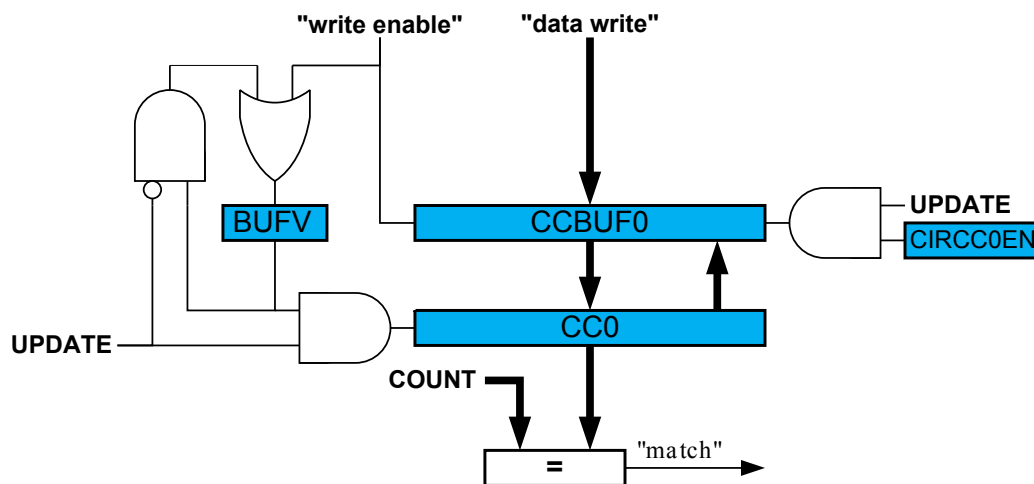 "write enable"
"data write"
BUFV
CCBUF0
UPDATE
CIRCC0EN
UPDATE
CC0
COUNT
=
"match"